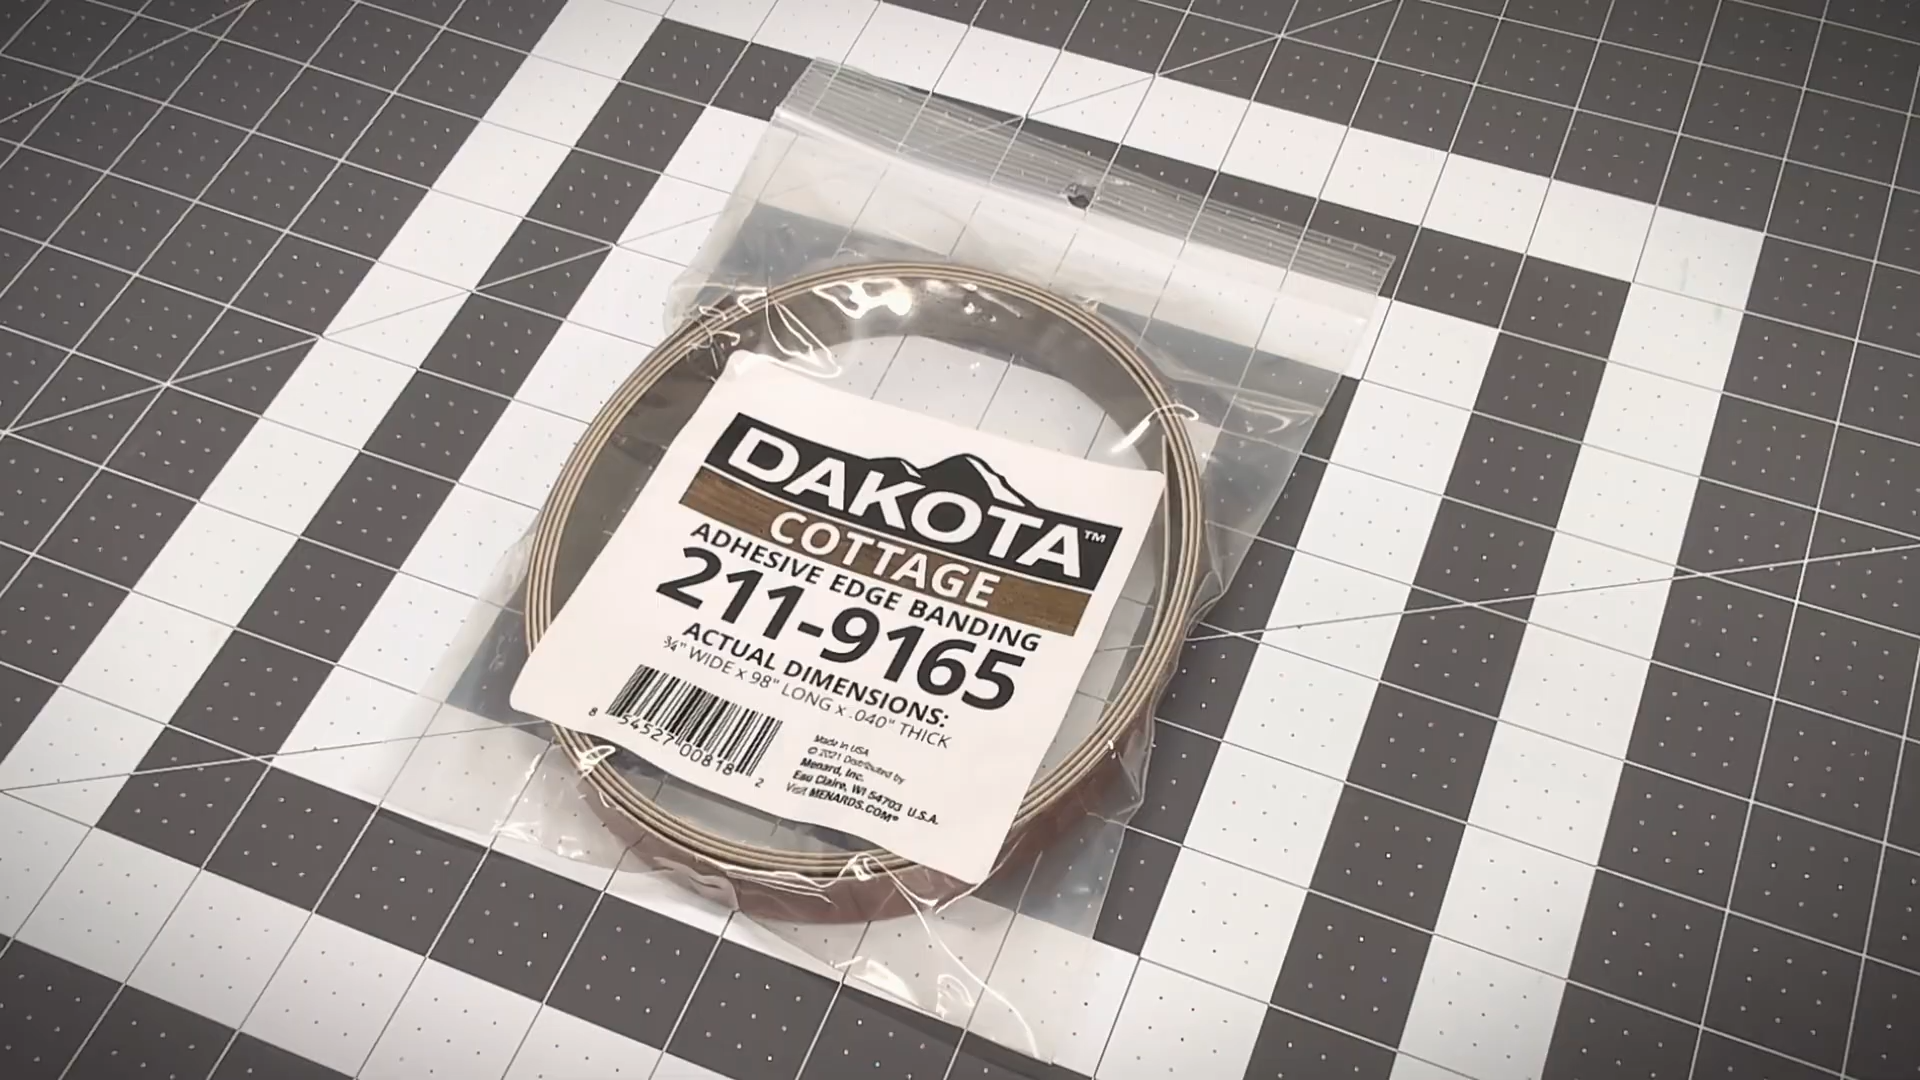 DAKOTA™
COTTAGE
ADHESIVE EDGE BANDING
211-9165
ACTUAL DIMENSIONS:
¾" WIDE x 98" LONG x .040" THICK
8 54527 00818 2
Made in USA
© 2021 Distributed by
Menard, Inc.
Eau Claire, WI 54703 U.S.A.
Visit MENARDS.COM®